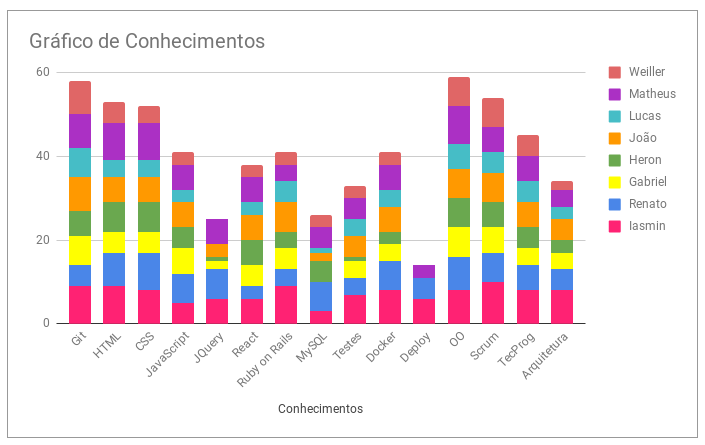 Gráfico de Conhecimentos
60
40
20
0
Git
HTML
CSS
JavaScript
JQuery
React
Ruby on Rails
MySQL
Testes
Docker
Deploy
OO
Scrum
TecProg
Arquitetura
Conhecimentos
Weiller
Matheus
Lucas
João
Heron
Gabriel
Renato
Iasmin